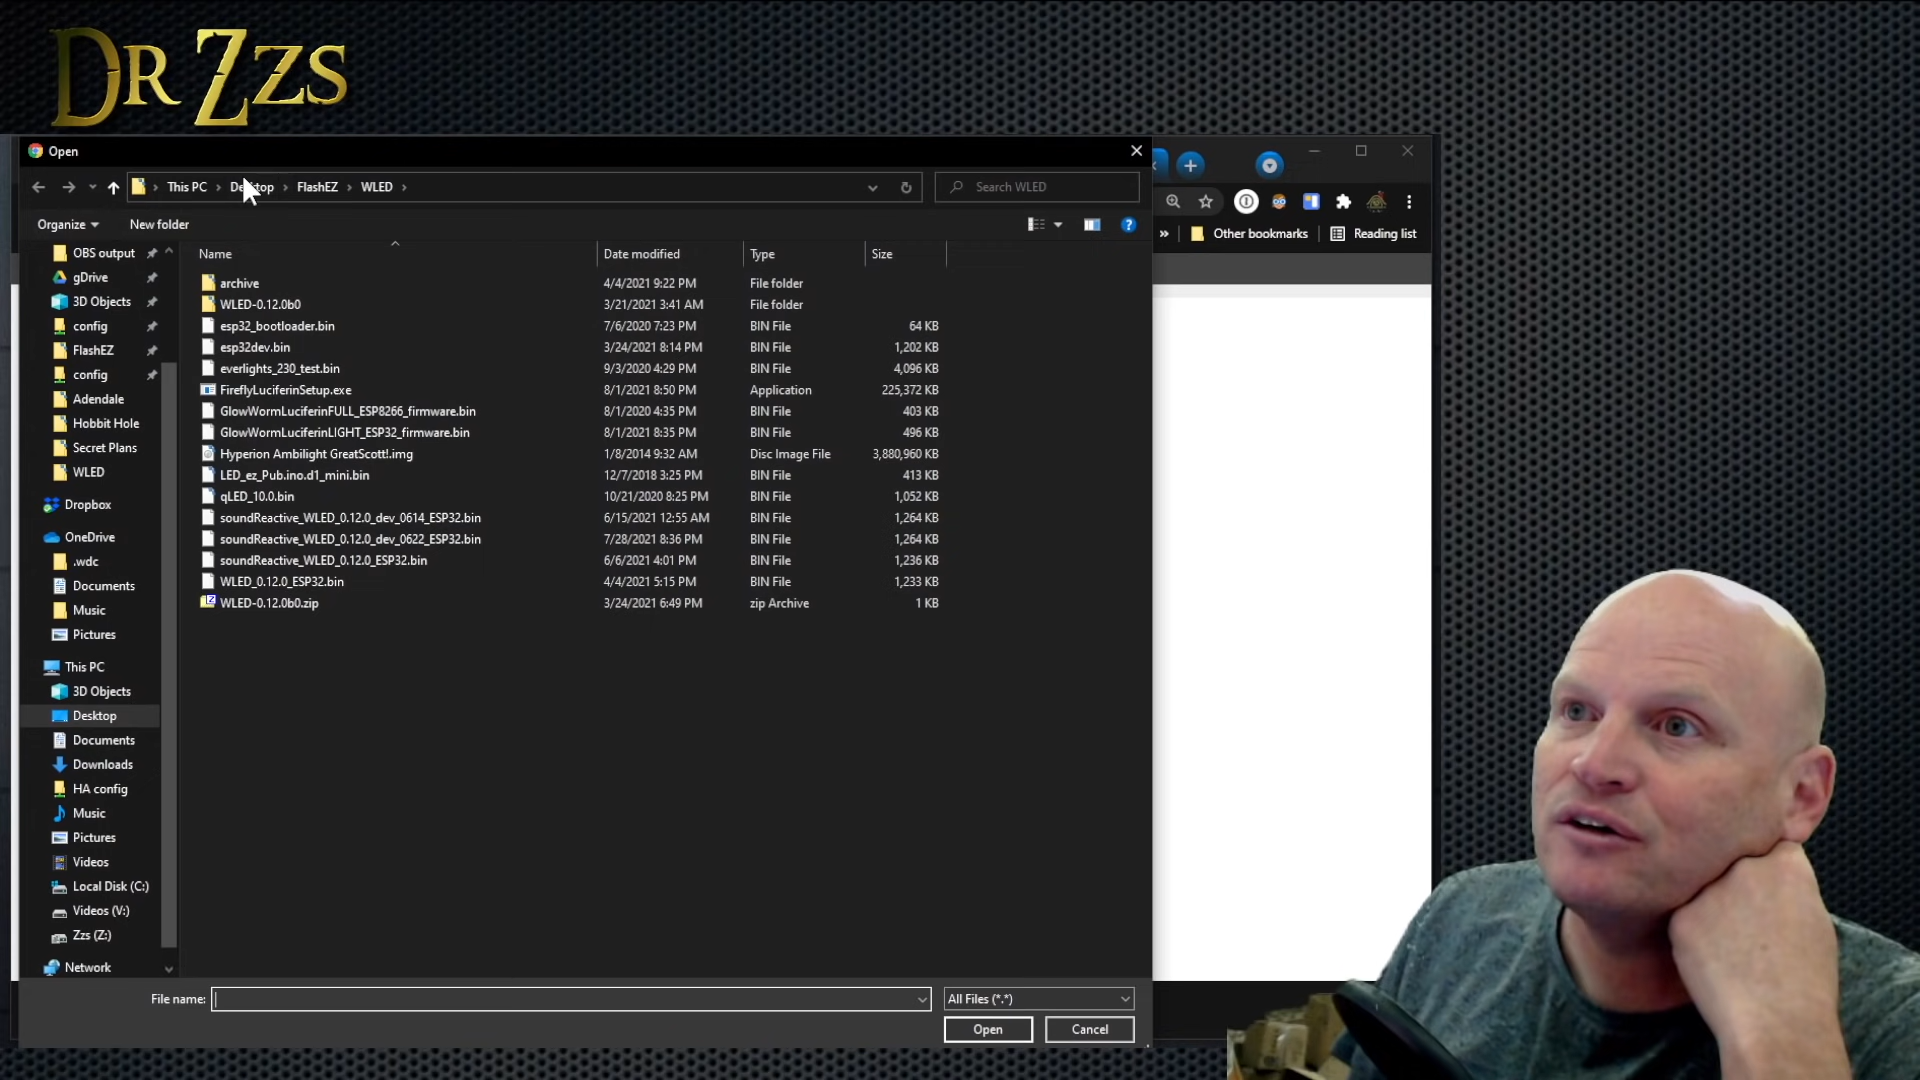 DR ZZS
Open
This PC > Desktop > FlashEZ > WLED >
Search WLED
Organize
New folder
Other bookmarks
Reading list
Name
Date modified
Type
Size
OBS output
gDrive
3D Objects
config
FlashEZ
config
Adendale
Hobbit Hole
Secret Plans
WLED
Dropbox
OneDrive
.wdc
Documents
Music
Pictures
This PC
3D Objects
Desktop
Documents
Downloads
HA config
Music
Pictures
Videos
Local Disk (C:)
Videos (V:)
Zzs (Z:)
Network
archive 4/4/2021 9:22 PM File folder
WLED-0.12.0b0 3/21/2021 3:41 AM File folder
esp32_bootloader.bin 7/6/2020 7:23 PM BIN File 64 KB
esp32dev.bin 3/24/2021 8:14 PM BIN File 1,202 KB
everlights_230_test.bin 9/3/2020 4:29 PM BIN File 4,096 KB
FireflyLuciferinSetup.exe 8/1/2021 8:50 PM Application 225,372 KB
GlowWormLuciferinFULL_ESP8266_firmware.bin 8/1/2020 4:35 PM BIN File 403 KB
GlowWormLuciferinLIGHT_ESP32_firmware.bin 8/1/2021 8:35 PM BIN File 496 KB
Hyperion Ambilight GreatScott!.img 1/8/2014 9:32 AM Disc Image File 3,880,960 KB
LED_ez_Pub.ino.d1_mini.bin 12/7/2018 3:25 PM BIN File 413 KB
qLED_10.0.bin 10/21/2020 8:25 PM BIN File 1,052 KB
soundReactive_WLED_0.12.0_dev_0614_ESP32.bin 6/15/2021 12:55 AM BIN File 1,264 KB
soundReactive_WLED_0.12.0_dev_0622_ESP32.bin 7/28/2021 8:36 PM BIN File 1,264 KB
soundReactive_WLED_0.12.0_ESP32.bin 6/6/2021 4:01 PM BIN File 1,236 KB
WLED_0.12.0_ESP32.bin 4/4/2021 5:15 PM BIN File 1,233 KB
WLED-0.12.0b0.zip 3/24/2021 6:49 PM zip Archive 1 KB
File name:
All Files (*.*)
Open
Cancel